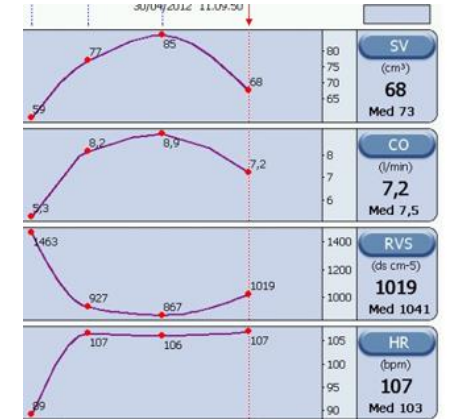 30/04/2012 11.09.50
59
77
85
68
80
75
70
65
SV
(cm³)
68
Med 73
5,3
8,2
8,9
7,2
8
7
6
CO
(l/min)
7,2
Med 7,5
1463
927
867
1019
1400
1200
1000
RVS
(ds cm-5)
1019
Med 1041
89
107
106
107
105
100
95
90
HR
(bpm)
107
Med 103